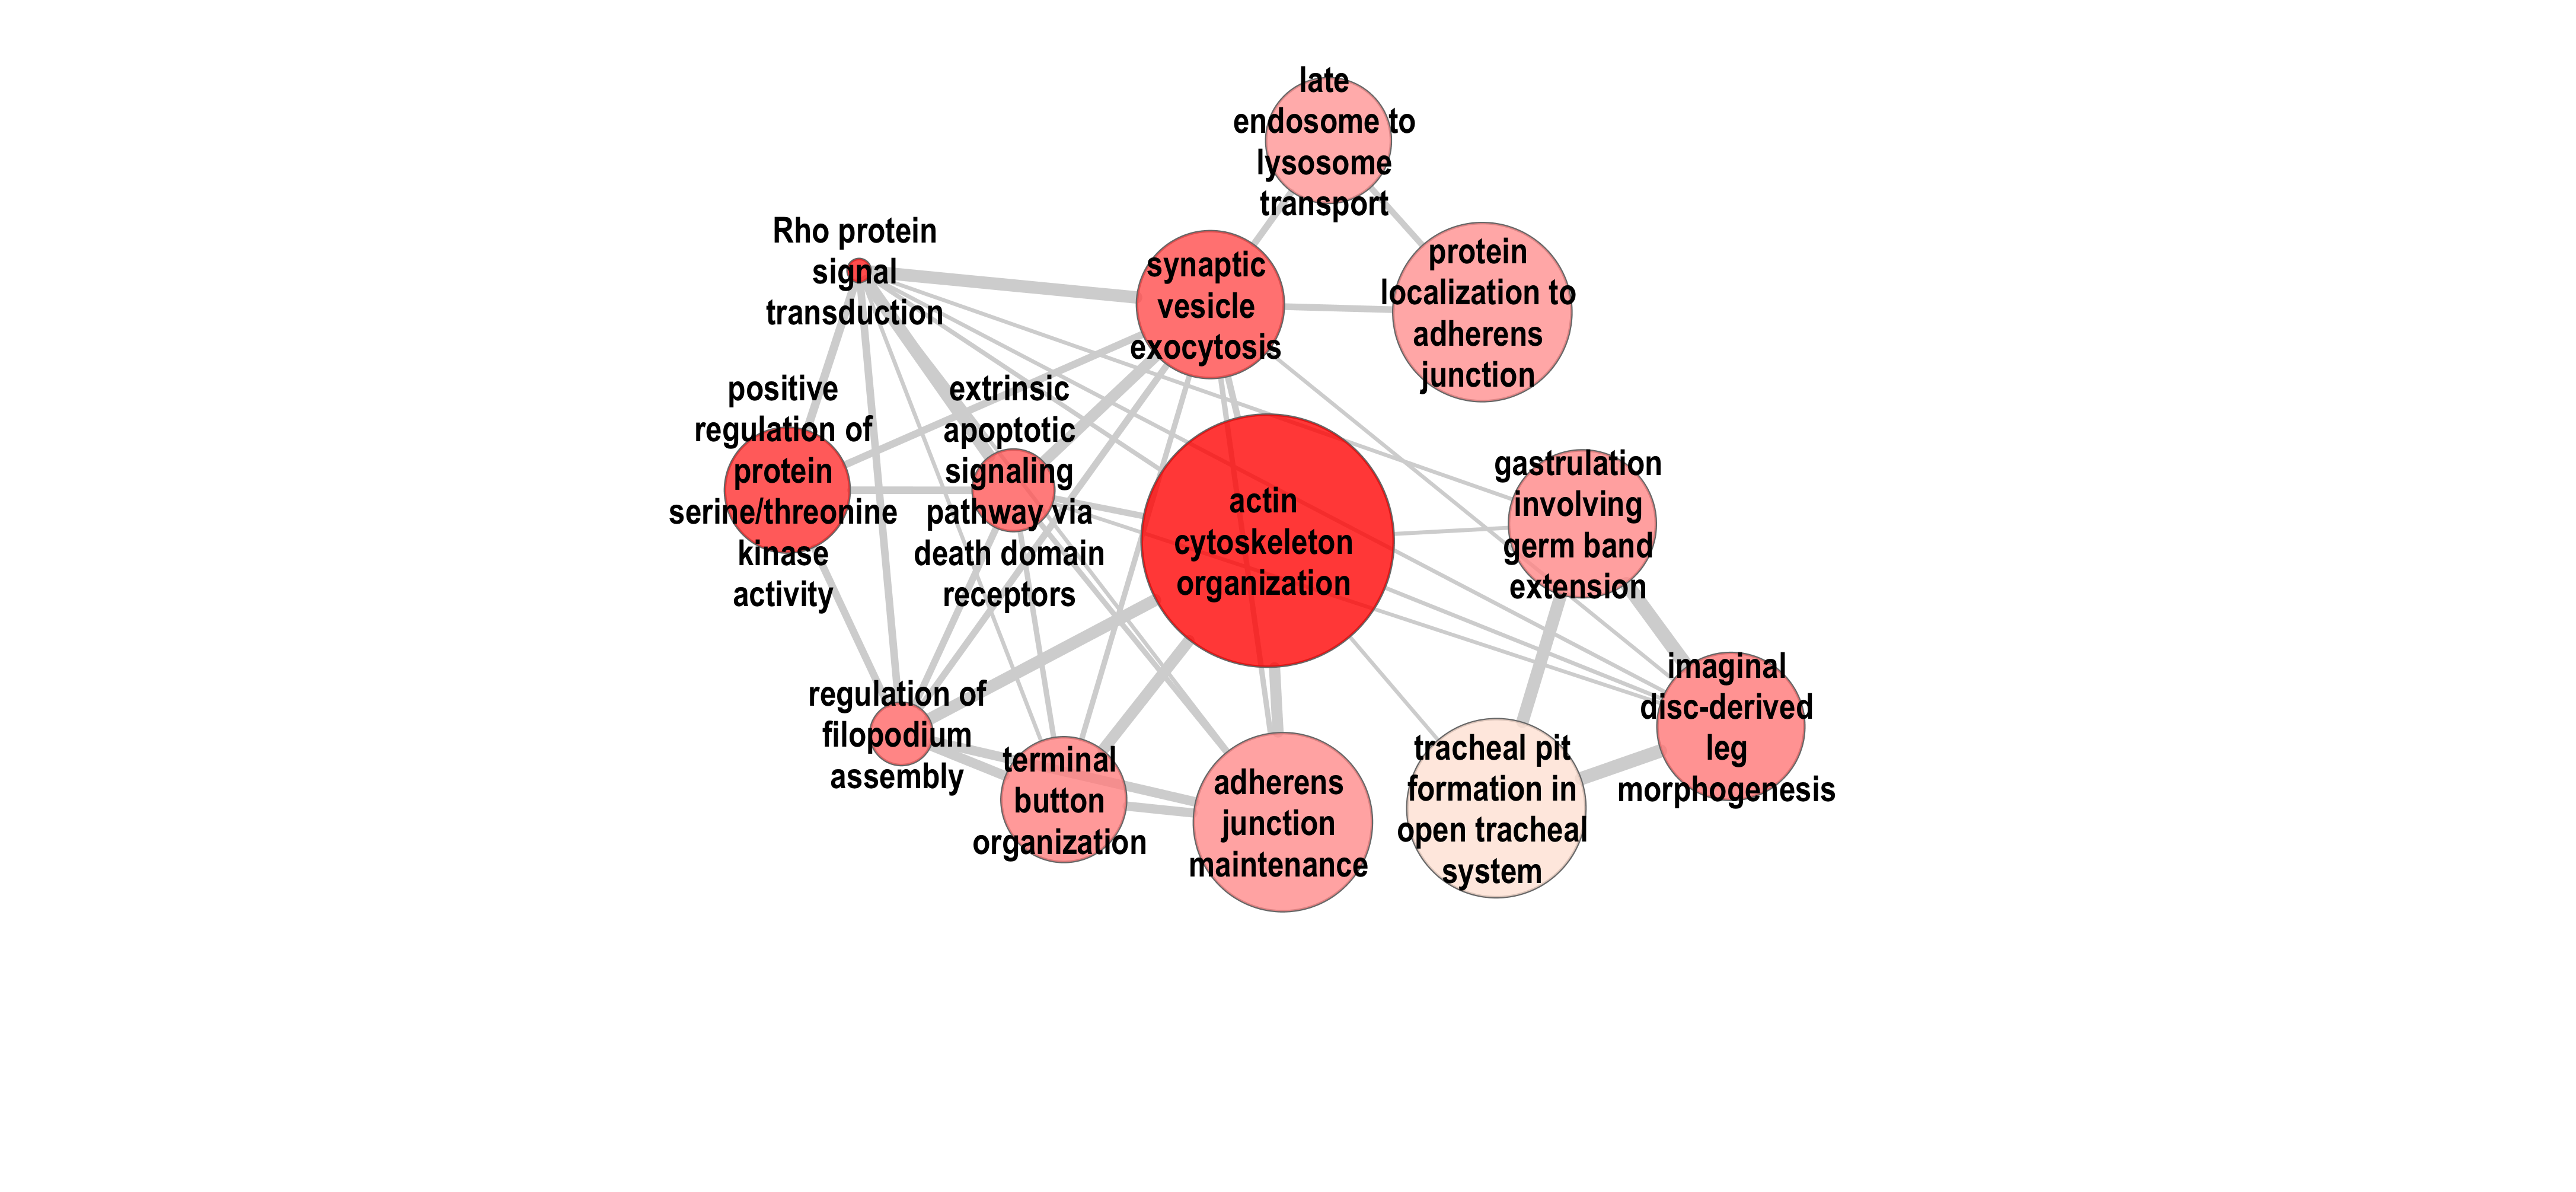 late
endosome to
lysosome
transport
Rho protein
signal
transduction
synaptic
vesicle
exocytosis
protein
localization to
adherens
junction
positive
regulation of
protein
serine/threonine
kinase
activity
extrinsic
apoptotic
signaling
pathway via
death domain
receptors
actin
cytoskeleton
organization
gastrulation
involving
germ band
extension
regulation of
filopodium
assembly
terminal
button
organization
adherens
junction
maintenance
tracheal pit
formation in
open tracheal
system
imaginal
disc-derived
leg
morphogenesis